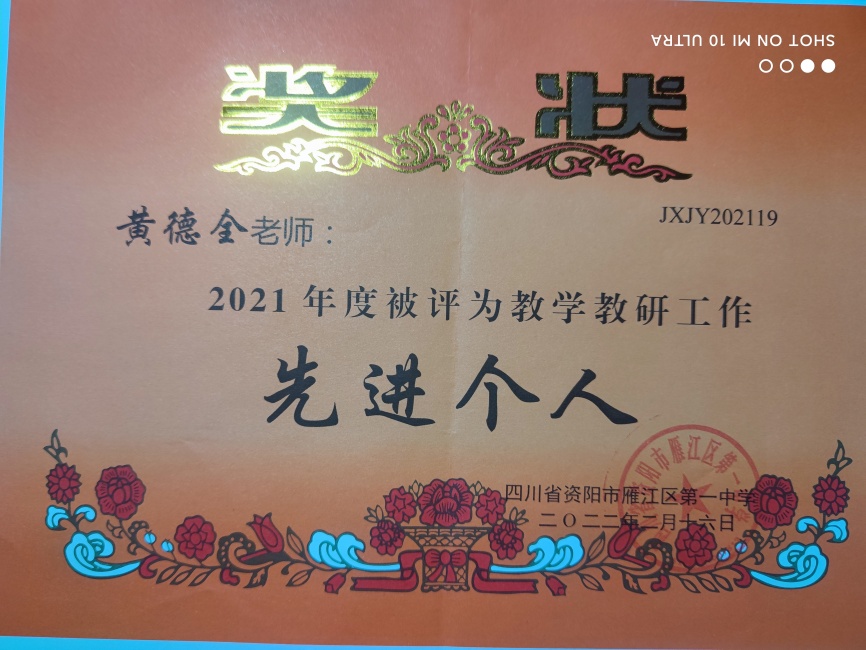 SHOT ON MI 10 ULTRA
奖状
JXJY202119
黄德全老师：
2021年度被评为教学教研工作
先进个人
四川省资阳市雁江区第一中学
二〇二二年二月十六日